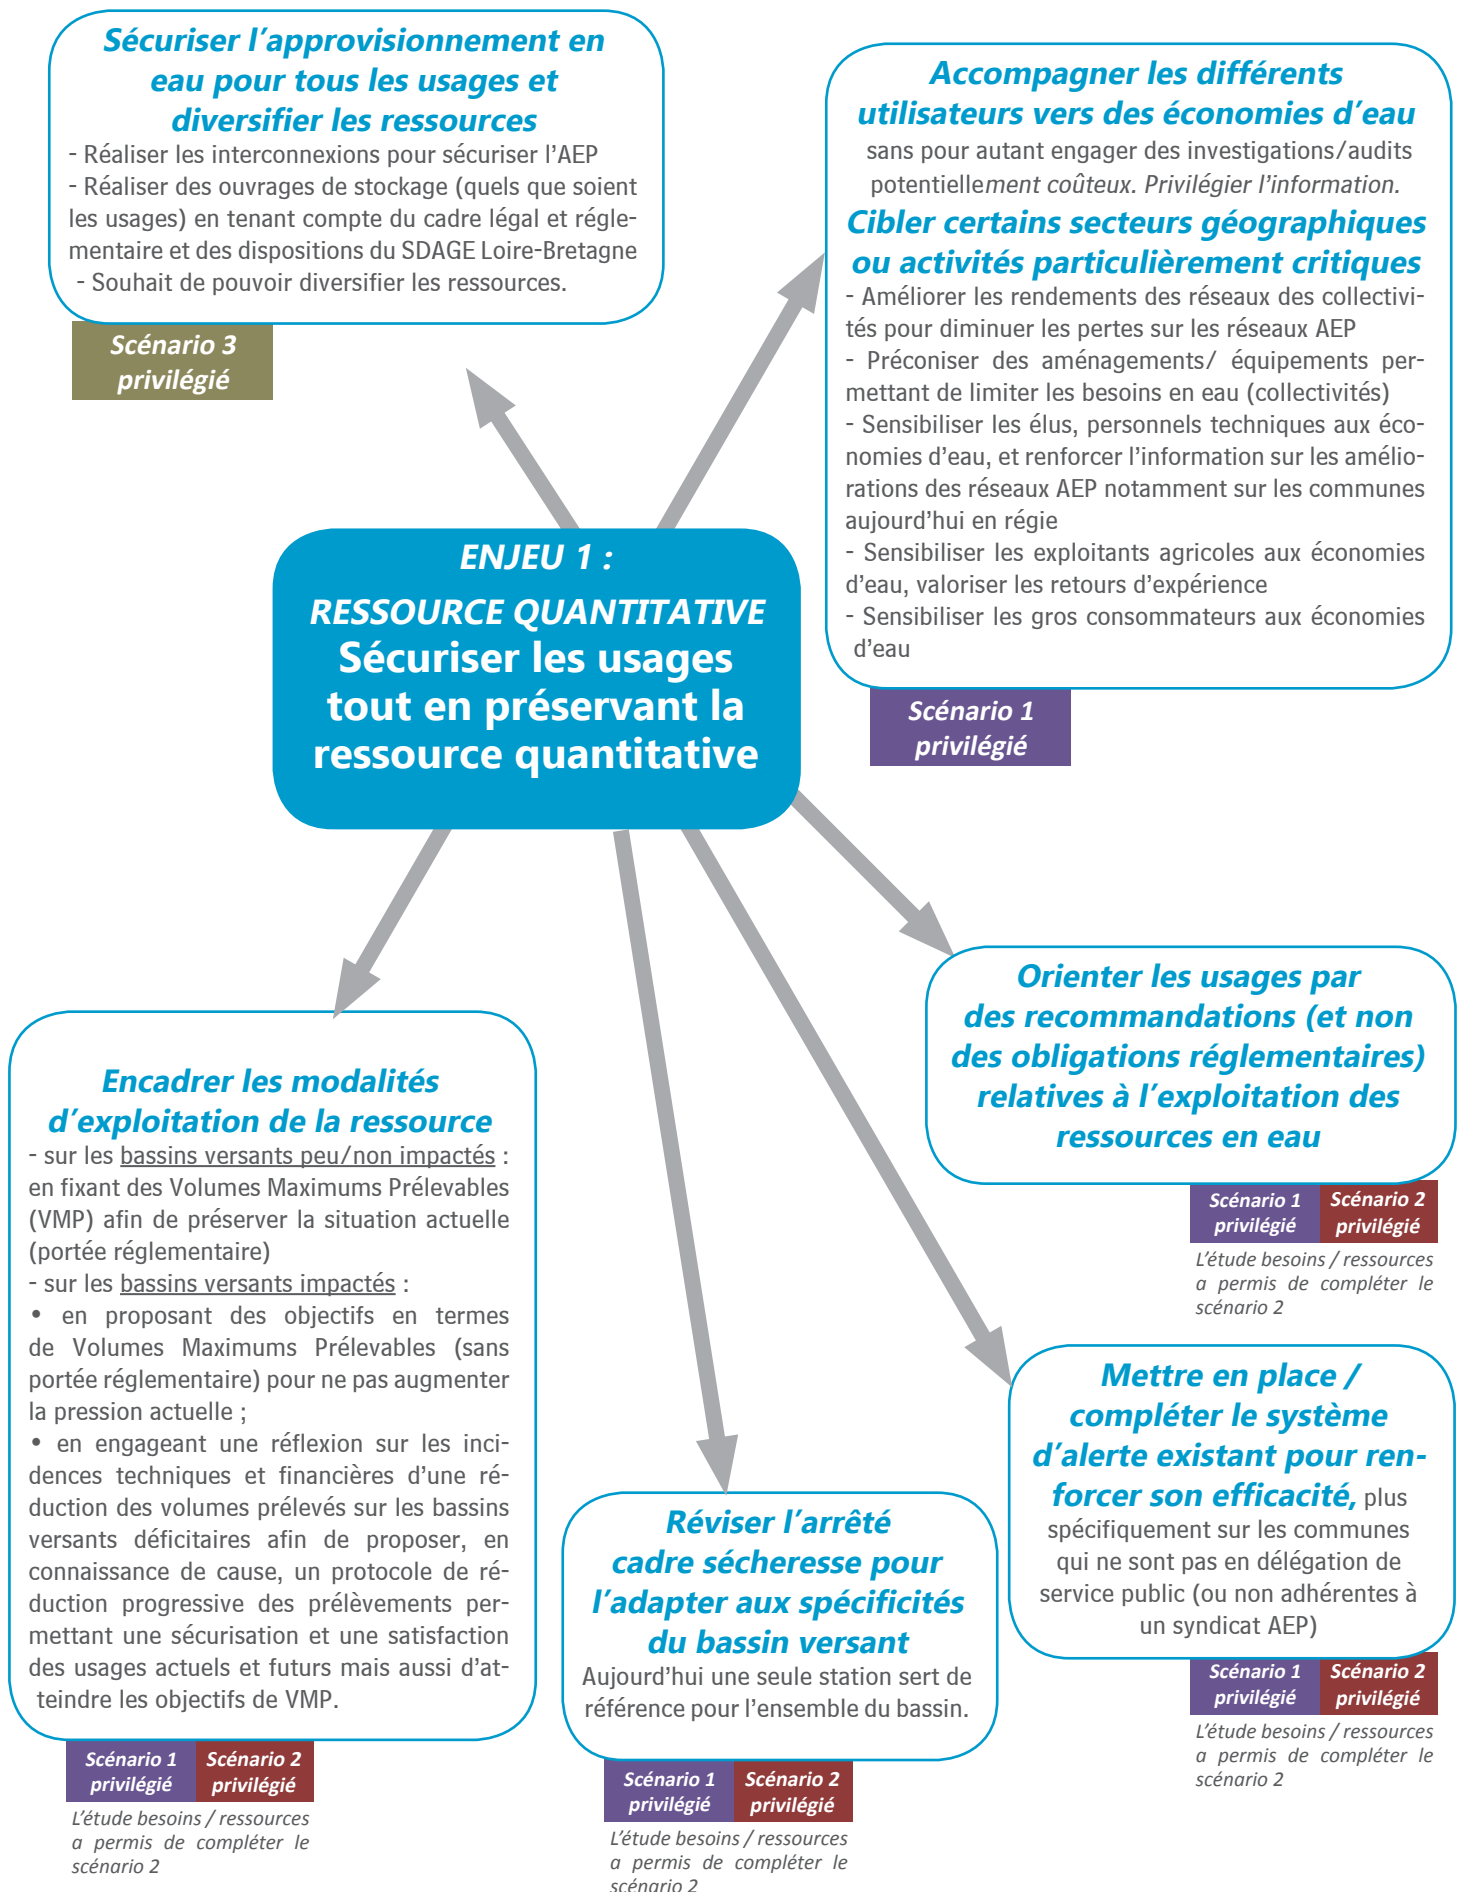 Sécuriser l’approvisionnement en
eau pour tous les usages et
diversifier les ressources
- Réaliser les interconnexions pour sécuriser l’AEP
- Réaliser des ouvrages de stockage (quels que soient
les usages) en tenant compte du cadre légal et régle-
mentaire et des dispositions du SDAGE Loire-Bretagne
- Souhait de pouvoir diversifier les ressources.
Scénario 3
privilégié
Accompagner les différents
utilisateurs vers des économies d’eau
sans pour autant engager des investigations/audits
potentiellement coûteux. Privilégier l’information.
Cibler certains secteurs géographiques
ou activités particulièrement critiques
- Améliorer les rendements des réseaux des collectivi-
tés pour diminuer les pertes sur les réseaux AEP
- Préconiser des aménagements/ équipements per-
mettant de limiter les besoins en eau (collectivités)
- Sensibiliser les élus, personnels techniques aux éco-
nomies d’eau, et renforcer l’information sur les amélio-
rations des réseaux AEP notamment sur les communes
aujourd’hui en régie
- Sensibiliser les exploitants agricoles aux économies
d’eau, valoriser les retours d’expérience
- Sensibiliser les gros consommateurs aux économies
d’eau
Scénario 1
privilégié
ENJEU 1 :
RESSOURCE QUANTITATIVE
Sécuriser les usages
tout en préservant la
ressource quantitative
Orienter les usages par
des recommandations (et non
des obligations réglementaires)
relatives à l’exploitation des
ressources en eau
Scénario 1 Scénario 2
privilégié privilégié
L’étude besoins / ressources
a permis de compléter le
scénario 2
Encadrer les modalités
d’exploitation de la ressource
- sur les bassins versants peu/non impactés :
en fixant des Volumes Maximums Prélevables
(VMP) afin de préserver la situation actuelle
(portée réglementaire)
- sur les bassins versants impactés :
• en proposant des objectifs en termes
de Volumes Maximums Prélevables (sans
portée réglementaire) pour ne pas augmenter
la pression actuelle ;
• en engageant une réflexion sur les inci-
dences techniques et financières d’une ré-
duction des volumes prélevés sur les bassins
versants déficitaires afin de proposer, en
connaissance de cause, un protocole de ré-
duction progressive des prélèvements per-
mettant une sécurisation et une satisfaction
des usages actuels et futurs mais aussi d’at-
teindre les objectifs de VMP.
Scénario 1 Scénario 2
privilégié privilégié
L’étude besoins / ressources
a permis de compléter le
scénario 2
Réviser l’arrêté
cadre sécheresse pour
l’adapter aux spécificités
du bassin versant
Aujourd’hui une seule station sert de
référence pour l’ensemble du bassin.
Scénario 1 Scénario 2
privilégié privilégié
L’étude besoins / ressources
a permis de compléter le
scénario 2
Mettre en place /
compléter le système
d’alerte existant pour ren-
forcer son efficacité, plus
spécifiquement sur les communes
qui ne sont pas en délégation de
service public (ou non adhérentes à
un syndicat AEP)
Scénario 1 Scénario 2
privilégié privilégié
L’étude besoins / ressources
a permis de compléter le
scénario 2